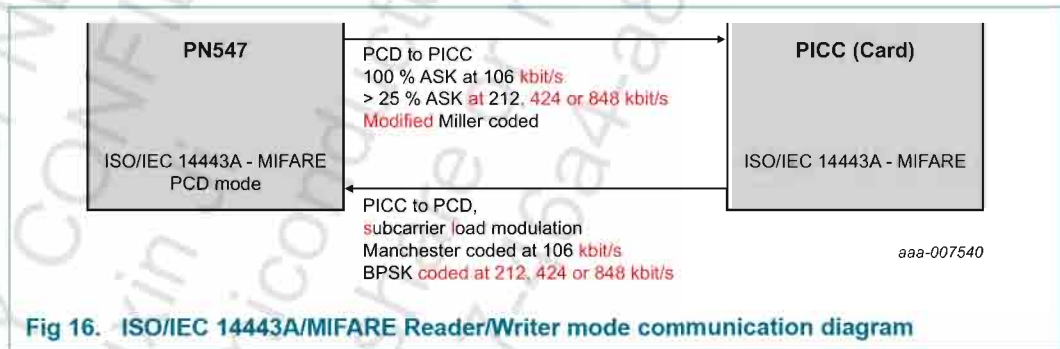 PN547
PCD to PICC
100 % ASK at 106 kbit/s
> 25 % ASK at 212, 424 or 848 kbit/s
Modified Miller coded
PICC (Card)
ISO/IEC 14443A - MIFARE
PCD mode
ISO/IEC 14443A - MIFARE
PICC to PCD,
subcarrier load modulation
Manchester coded at 106 kbit/s
BPSK coded at 212, 424 or 848 kbit/s
aaa-007540
Fig 16. ISO/IEC 14443A/MIFARE Reader/Writer mode communication diagram